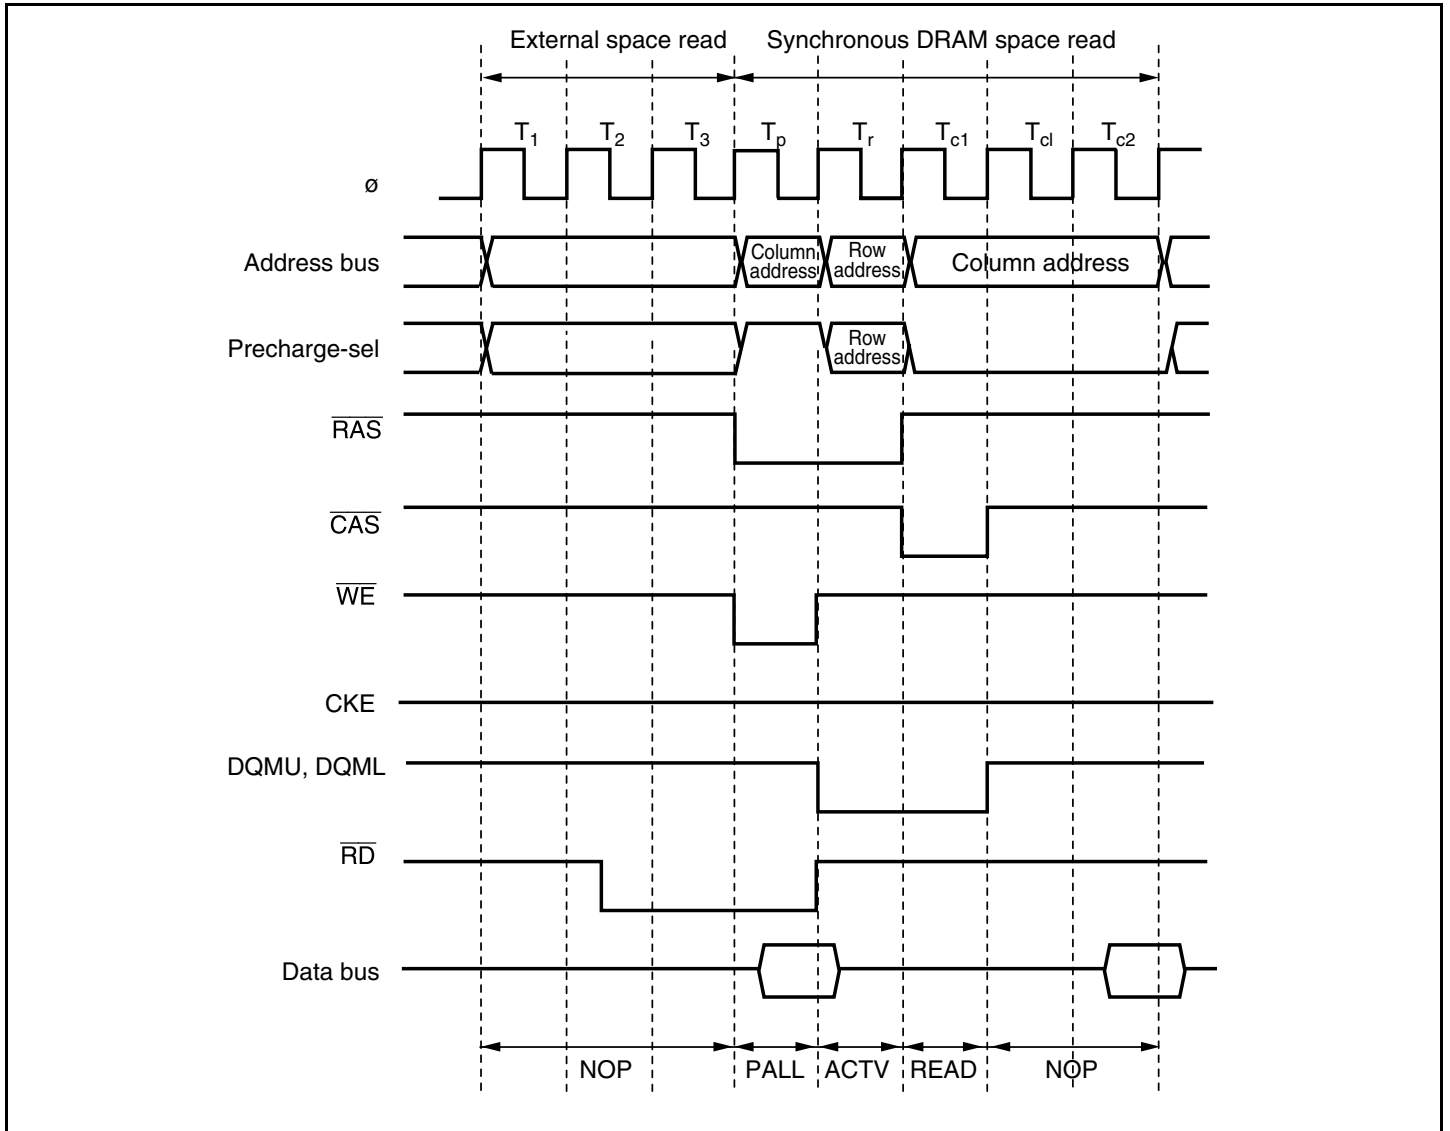 External space read Synchronous DRAM space read
T1 T2 T3 Tp Tr Tc1 Tcl Tc2
ø
Address bus
Column address
Row address
Column address
Precharge-sel
Row address
RAS
CAS
WE
CKE
DQMU, DQML
RD
Data bus
NOP PALL ACTV READ NOP